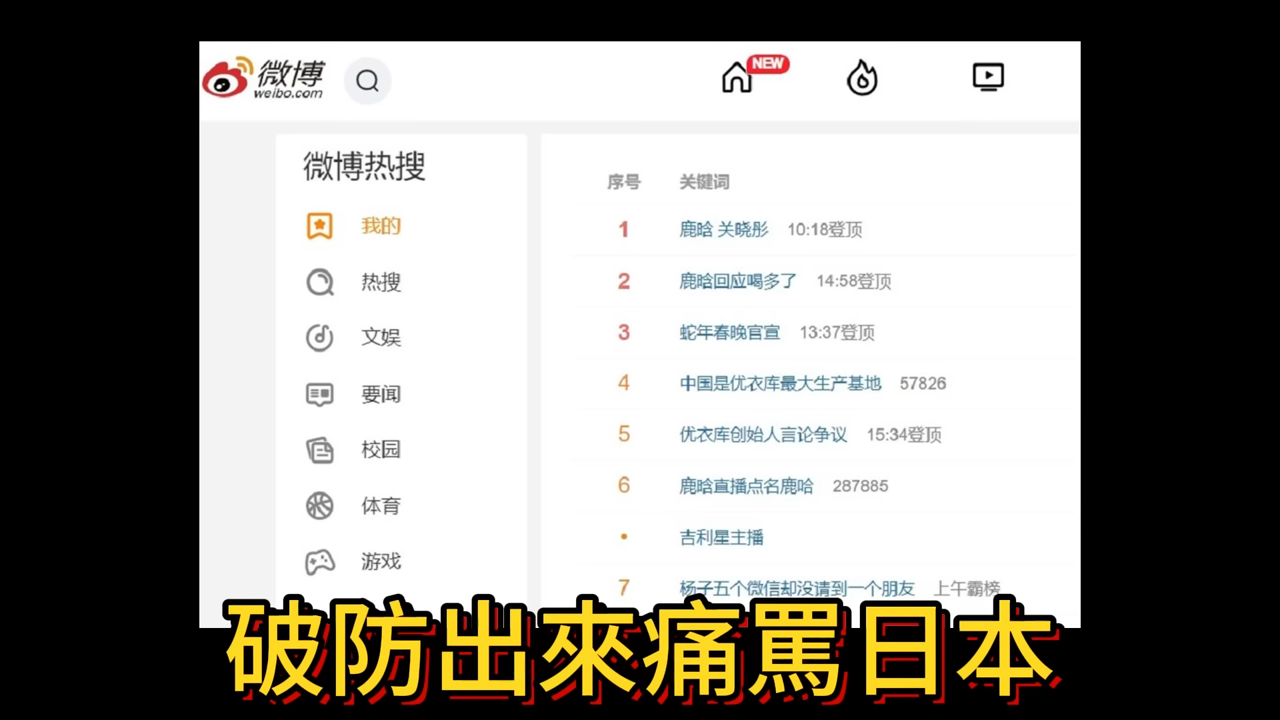 微博
weibo.com
NEW
微博热搜
我的
热搜
文娱
要闻
校园
体育
游戏
序号 关键词
1 鹿晗 关晓彤 10:18登顶
2 鹿晗回应喝多了 14:58登顶
3 蛇年春晚官宣 13:37登顶
4 中国是优衣库最大生产基地 57826
5 优衣库创始人言论争议 15:34登顶
6 鹿晗直播点名鹿哈 287885
• 吉利星主播
7 杨子五个微信却没请到一个朋友 上午霸榜
破防出來痛罵日本